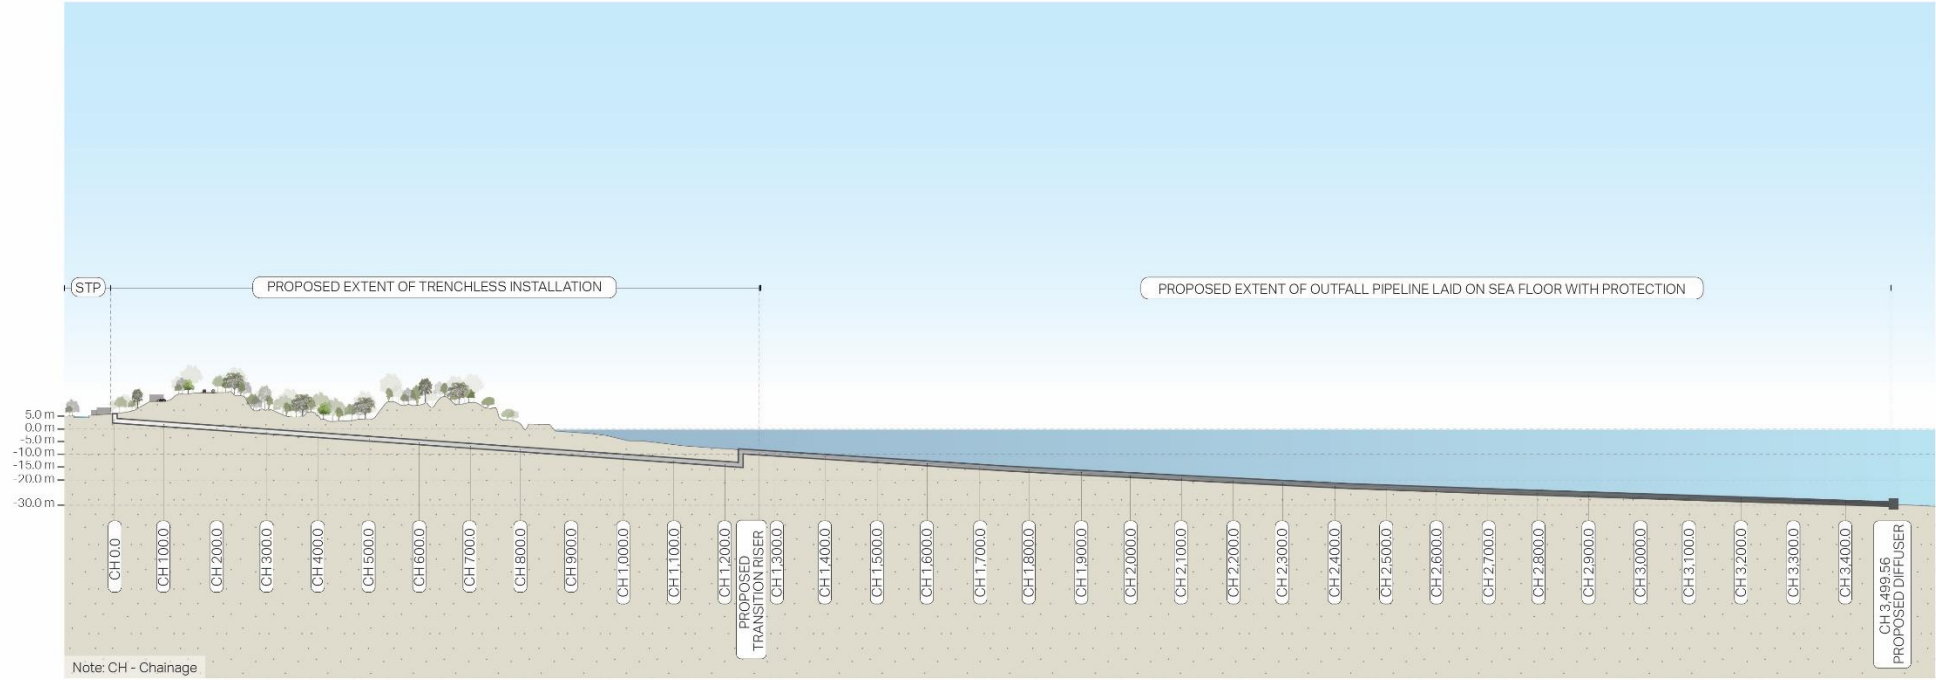 STP
PROPOSED EXTENT OF TRENCHLESS INSTALLATION
PROPOSED EXTENT OF OUTFALL PIPELINE LAID ON SEA FLOOR WITH PROTECTION
5.0 m
0.0 m
-5.0 m
-10.0 m
-15.0 m
-20.0 m
-30.0 m
CH 0.0
CH 100.0
CH 200.0
CH 300.0
CH 400.0
CH 500.0
CH 600.0
CH 700.0
CH 800.0
CH 900.0
CH 1,000.0
CH 1,100.0
CH 1,200.0
PROPOSED
TRANSITION RISER
CH 1,300.0
CH 1,400.0
CH 1,500.0
CH 1,600.0
CH 1,700.0
CH 1,800.0
CH 1,900.0
CH 2,000.0
CH 2,100.0
CH 2,200.0
CH 2,300.0
CH 2,400.0
CH 2,500.0
CH 2,600.0
CH 2,700.0
CH 2,800.0
CH 2,900.0
CH 3,000.0
CH 3,100.0
CH 3,200.0
CH 3,300.0
CH 3,400.0
CH 3,499.56
PROPOSED DIFFUSER
Note: CH - Chainage